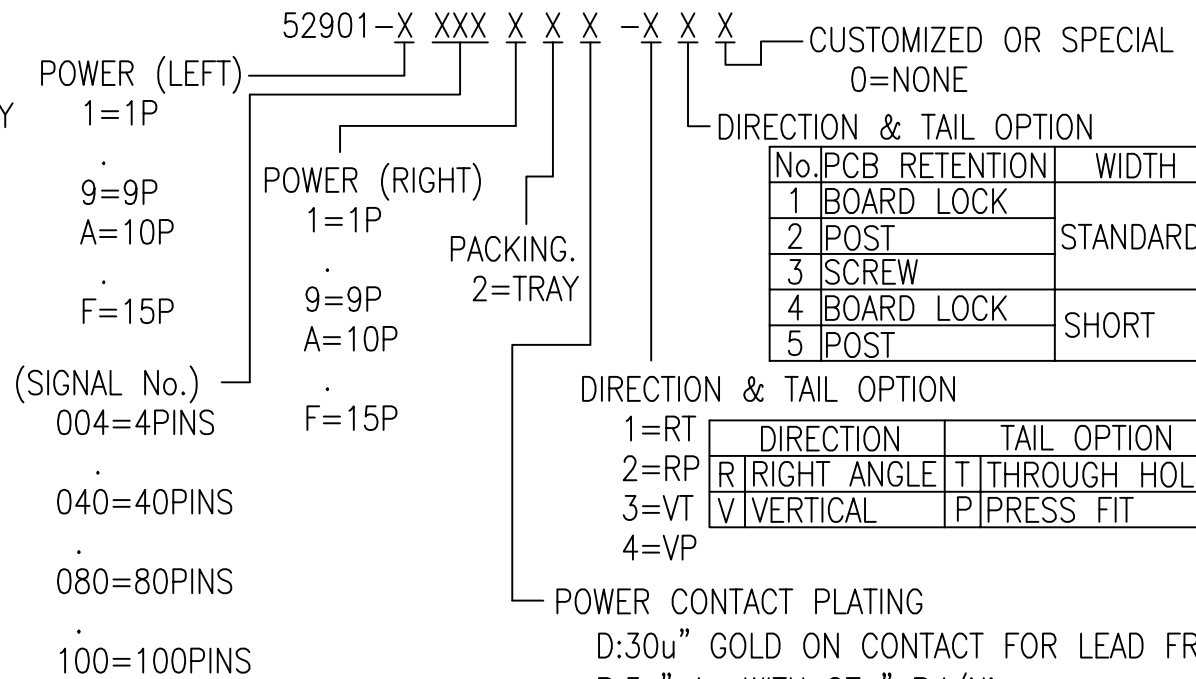 52901-X XXX X X X -X X X
CUSTOMIZED OR SPECIAL
0=NONE
POWER (LEFT)
Y
1=1P
.
9=9P
A=10P
.
F=15P
(SIGNAL No.)
004=4PINS
.
040=40PINS
.
080=80PINS
.
100=100PINS
POWER (RIGHT)
1=1P
.
9=9P
A=10P
.
F=15P
PACKING.
2=TRAY
DIRECTION & TAIL OPTION
No. PCB RETENTION WIDTH
1 BOARD LOCK
2 POST STANDARD
3 SCREW
4 BOARD LOCK
5 POST SHORT
DIRECTION & TAIL OPTION
1=RT
2=RP
3=VT
4=VP
DIRECTION TAIL OPTION
R RIGHT ANGLE T THROUGH HOL
V VERTICAL P PRESS FIT
POWER CONTACT PLATING
D:30u" GOLD ON CONTACT FOR LEAD FR